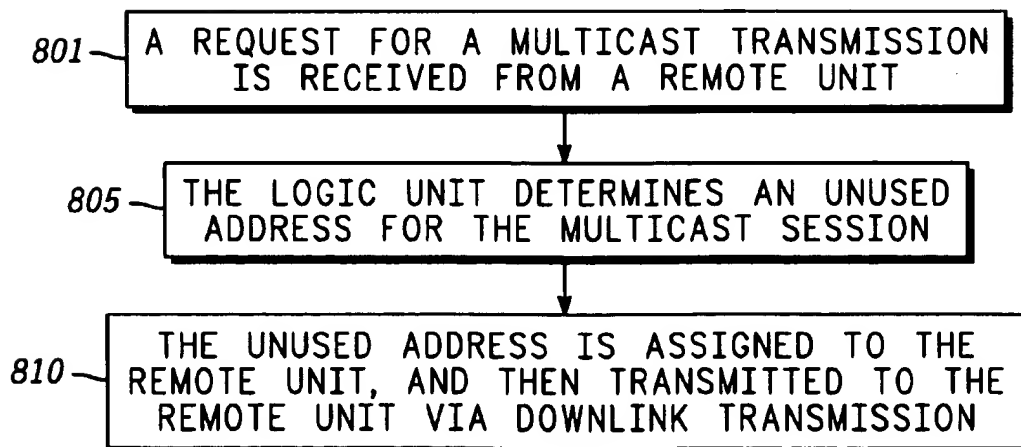 801
A REQUEST FOR A MULTICAST TRANSMISSION
IS RECEIVED FROM A REMOTE UNIT
805
THE LOGIC UNIT DETERMINES AN UNUSED
ADDRESS FOR THE MULTICAST SESSION
810
THE UNUSED ADDRESS IS ASSIGNED TO THE
REMOTE UNIT, AND THEN TRANSMITTED TO THE
REMOTE UNIT VIA DOWNLINK TRANSMISSION